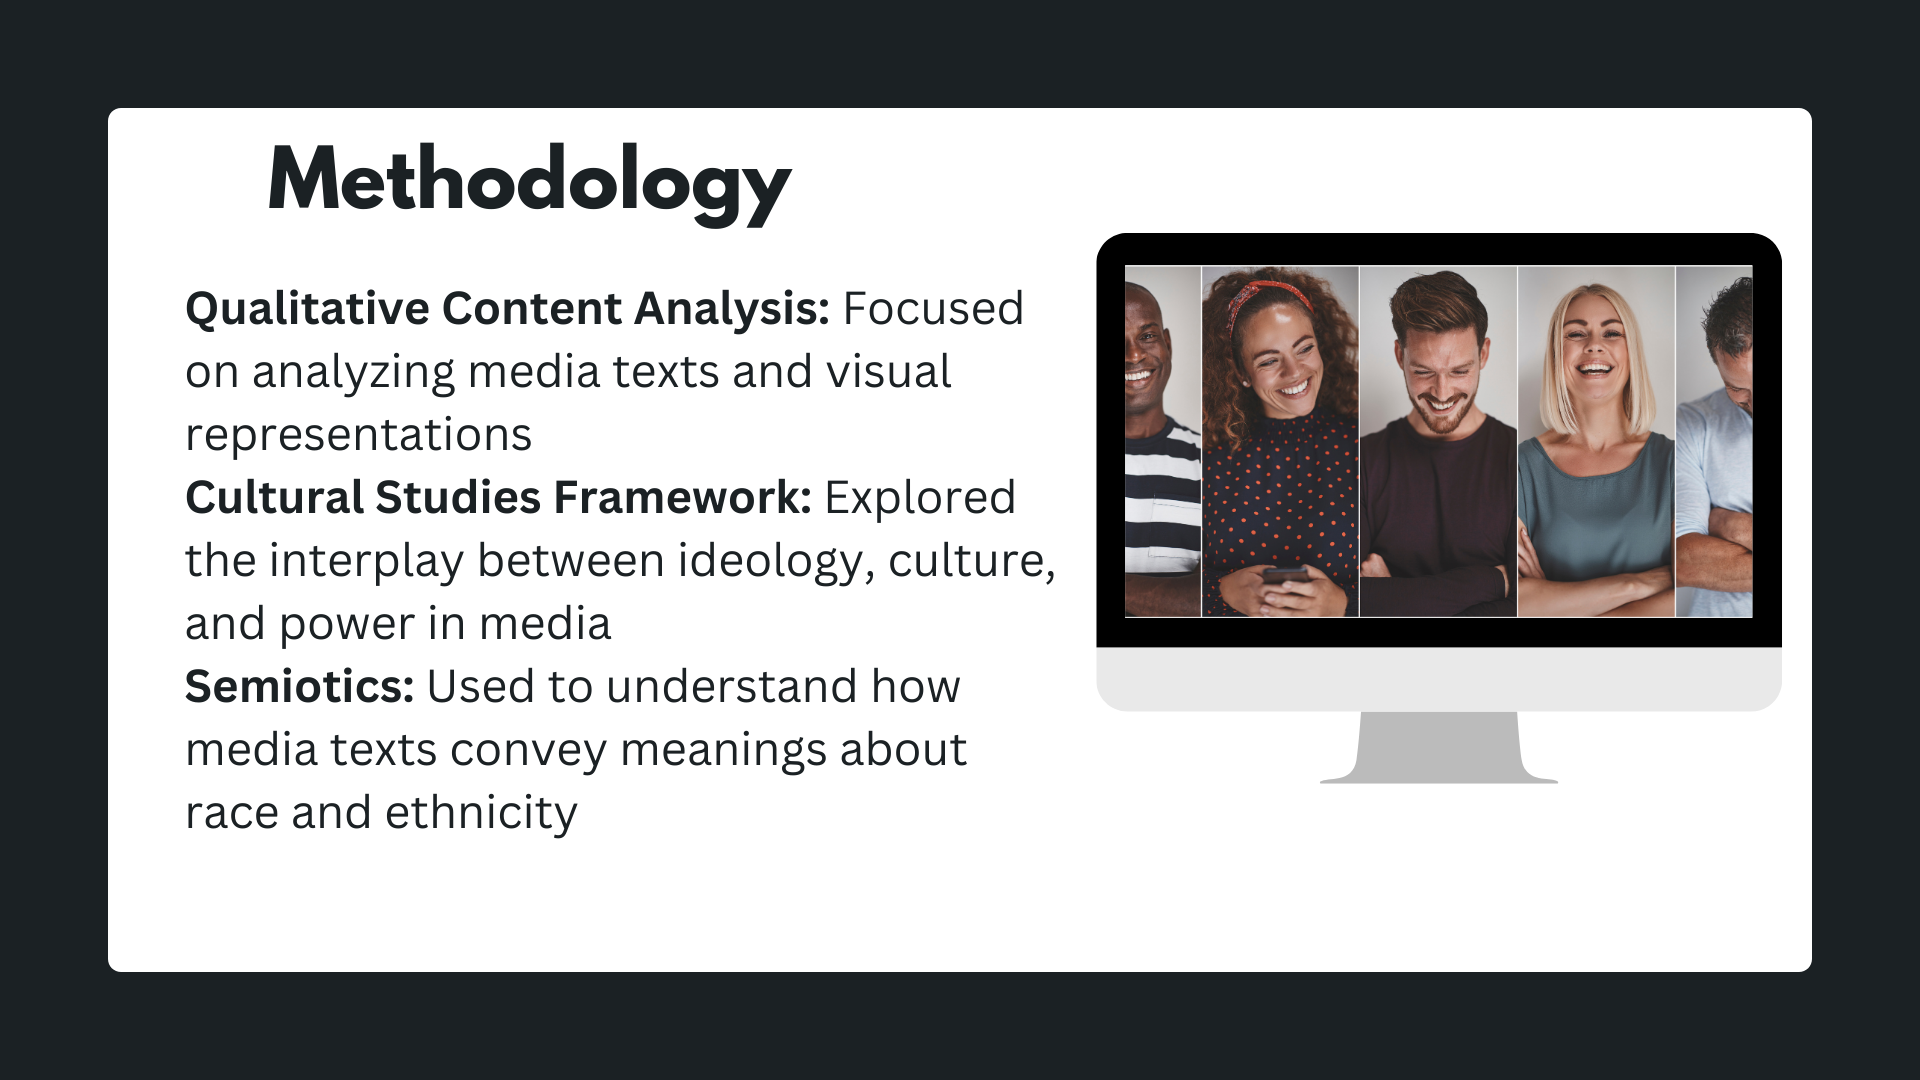 Methodology
Qualitative Content Analysis: Focused
on analyzing media texts and visual
representations
Cultural Studies Framework: Explored
the interplay between ideology, culture,
and power in media
Semiotics: Used to understand how
media texts convey meanings about
race and ethnicity